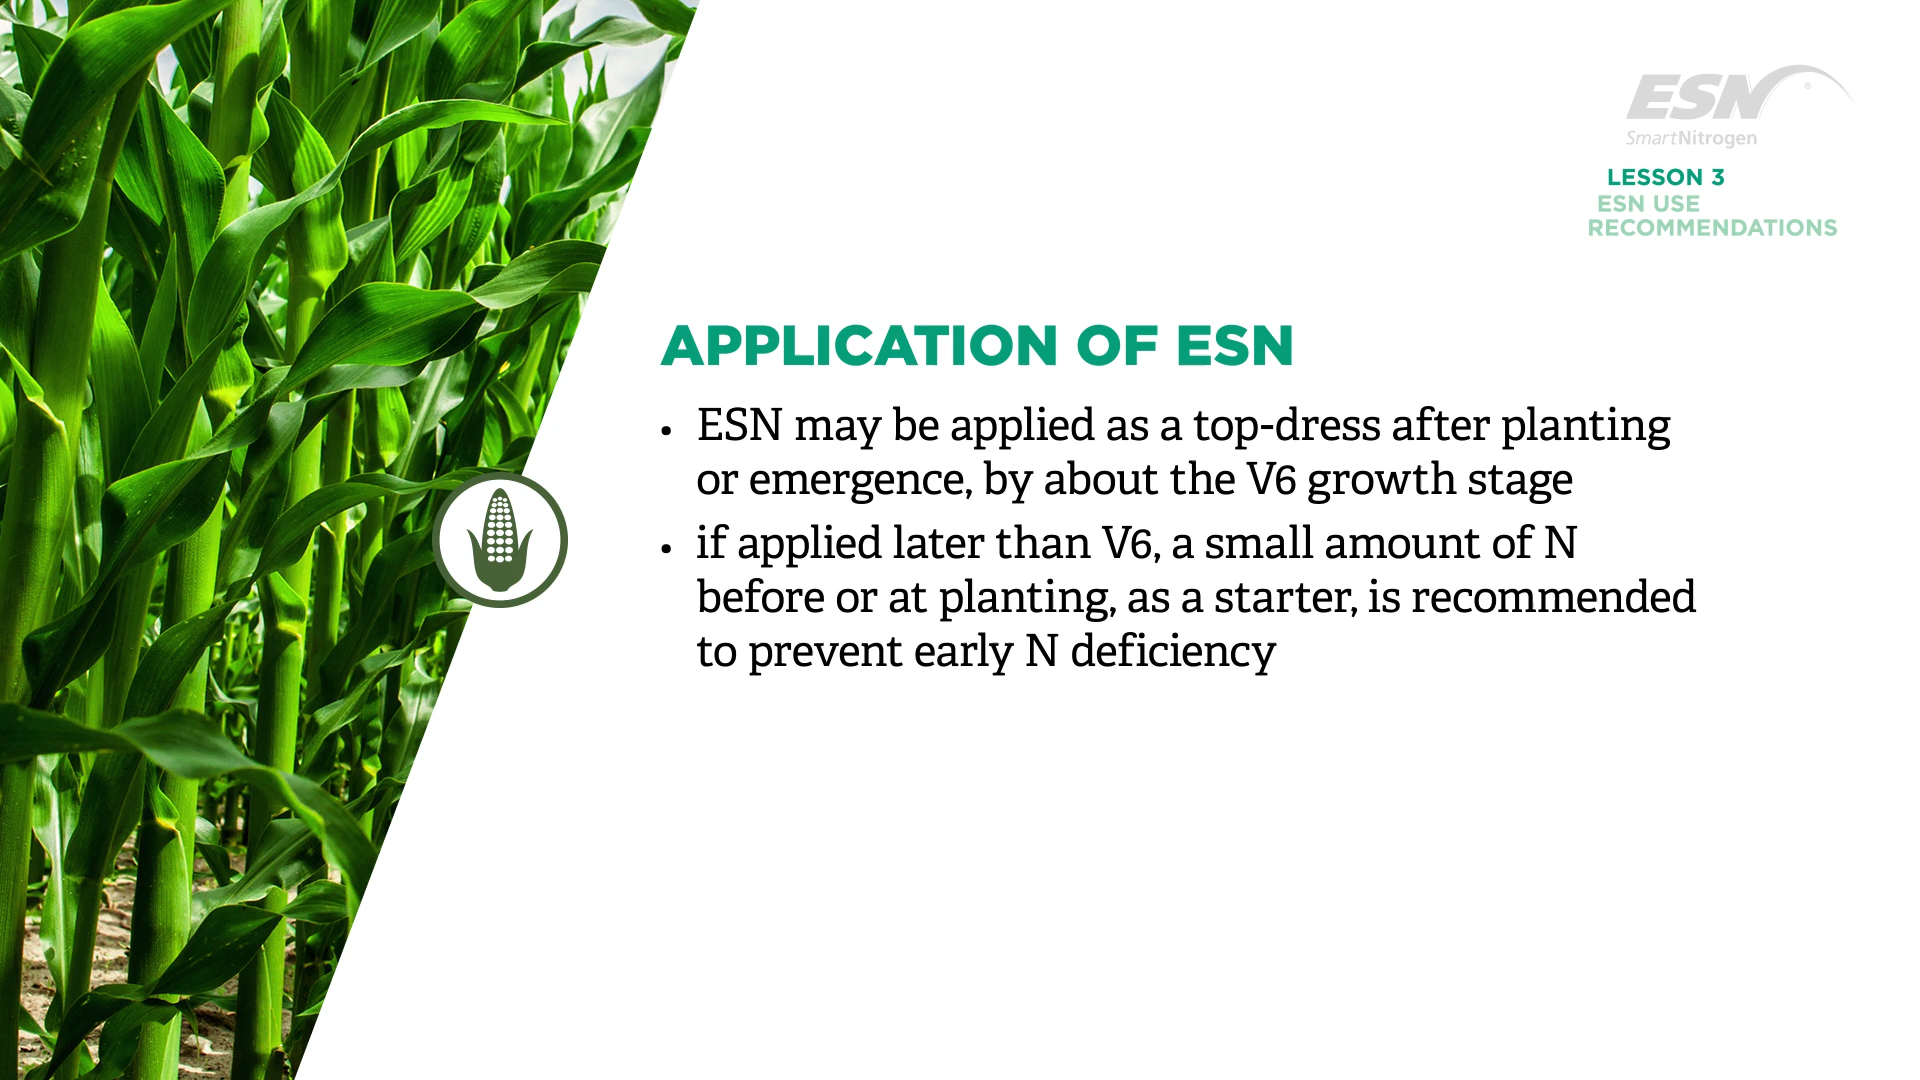 ESN®
SmartNitrogen
LESSON 3
ESN USE
RECOMMENDATIONS
APPLICATION OF ESN
• ESN may be applied as a top-dress after planting
or emergence, by about the V6 growth stage
• if applied later than V6, a small amount of N
before or at planting, as a starter, is recommended
to prevent early N deficiency